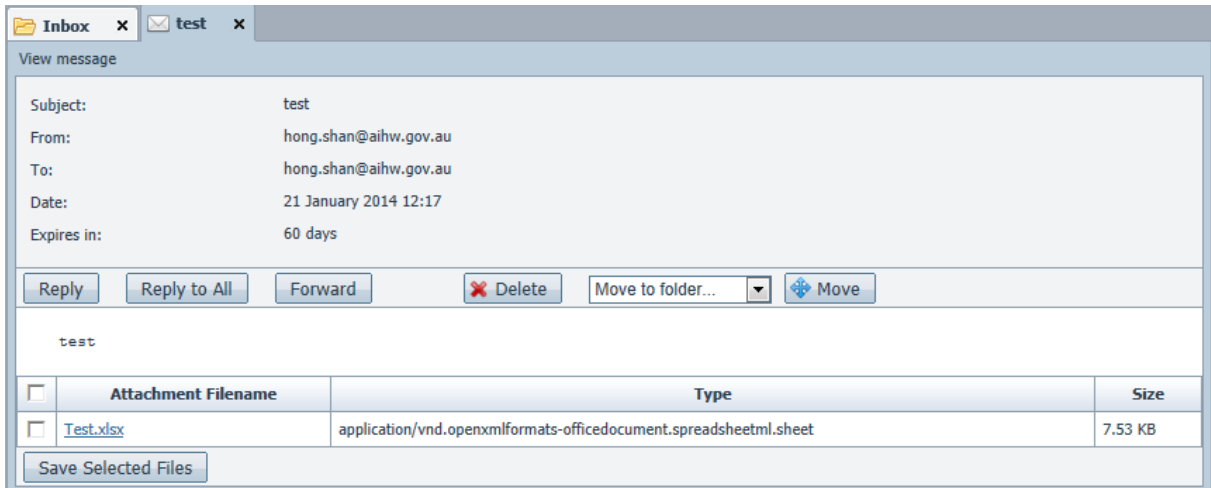 Inbox x test x
View message
Subject: test
From: hong.shan@aihw.gov.au
To: hong.shan@aihw.gov.au
Date: 21 January 2014 12:17
Expires in: 60 days
Reply Reply to All Forward Delete Move to folder... Move
test
Attachment Filename Type Size
Test.xlsx application/vnd.openxmlformats-officedocument.spreadsheetml.sheet 7.53 KB
Save Selected Files